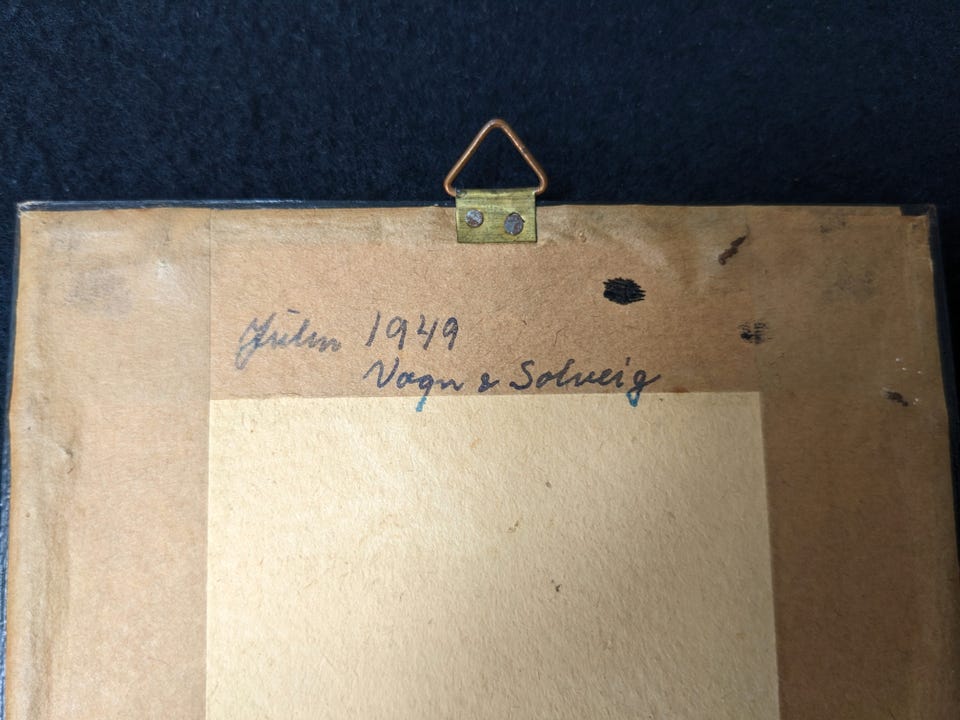 Julen 1949
Vagn & Solveig